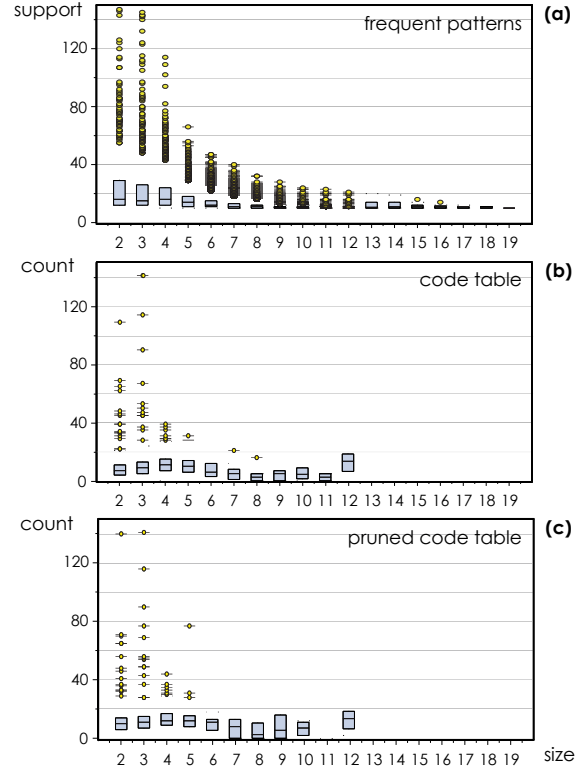 support
(a)
frequent patterns
120
80
40
0
2 3 4 5 6 7 8 9 10 11 12 13 14 15 16 17 18 19
count
(b)
code table
120
80
40
0
2 3 4 5 6 7 8 9 10 11 12 13 14 15 16 17 18 19
count
(c)
pruned code table
120
80
40
0
2 3 4 5 6 7 8 9 10 11 12 13 14 15 16 17 18 19 size